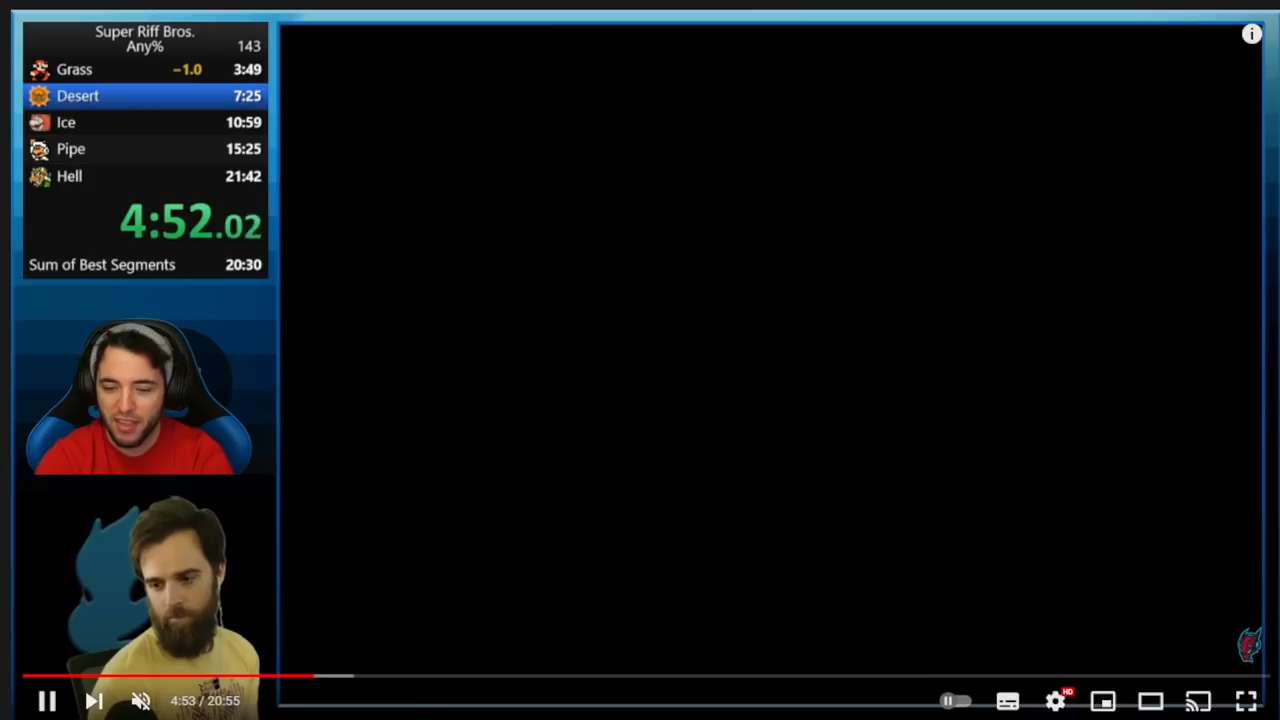 Super Riff Bros.
Any% 143
Grass −1.0 3:49
Desert 7:25
Ice 10:59
Pipe 15:25
Hell 21:42
4:52.02
Sum of Best Segments 20:30
4:53 / 20:55
HD